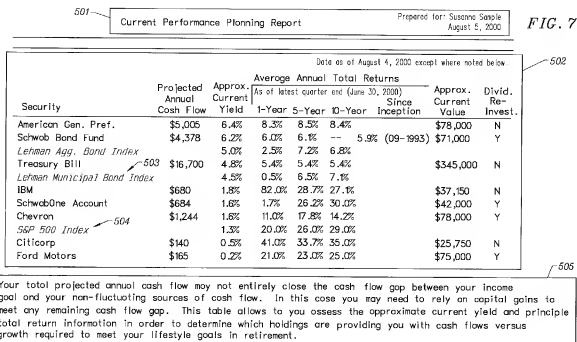 501
Current Performance Planning Report
Prepared for: Susanna Sample
August 5, 2000
FIG. 7
502
Data as of August 4, 2000 except where noted below.
Average Annual Total Returns
As of latest quarter end (June 30, 2000)
Security Projected Annual Cash Flow Approx. Current Yield 1-Year 5-Year 10-Year Since Inception Approx. Current Value Divid. Re-Invest.
American Gen. Pref. $5,005 6.4% 8.3% 8.5% 8.4% $78,000 N
Schwab Bond Fund $4,378 6.2% 6.0% 6.1% -- 5.9% (09-1993) $71,000 Y
Lehman Agg. Bond Index 5.0% 2.5% 7.2% 6.8%
Treasury Bill 503 $16,700 4.8% 5.4% 5.4% 5.4% $345,000 N
Lehman Municipal Bond Index 4.5% 0.5% 6.5% 7.1%
IBM $680 1.8% 82.0% 28.7% 27.1% $37,150 N
SchwabOne Account $684 1.6% 1.7% 26.2% 30.0% $42,000 Y
Chevron $1,244 1.6% 11.0% 17.8% 14.2% $78,000 Y
504
S&P 500 Index 1.3% 20.0% 26.0% 29.0%
Citicorp $140 0.5% 41.0% 33.7% 35.0% $25,750 N
Ford Motors $165 0.2% 21.0% 23.0% 25.0% $75,000 Y
505
Your total projected annual cash flow may not entirely close the cash flow gap between your income
goal and your non-fluctuating sources of cash flow. In this case you may need to rely on capital gains to
meet any remaining cash flow gap. This table allows to you assess the approximate current yield and principle
total return information in order to determine which holdings are providing you with cash flows versus
growth required to meet your lifestyle goals in retirement.